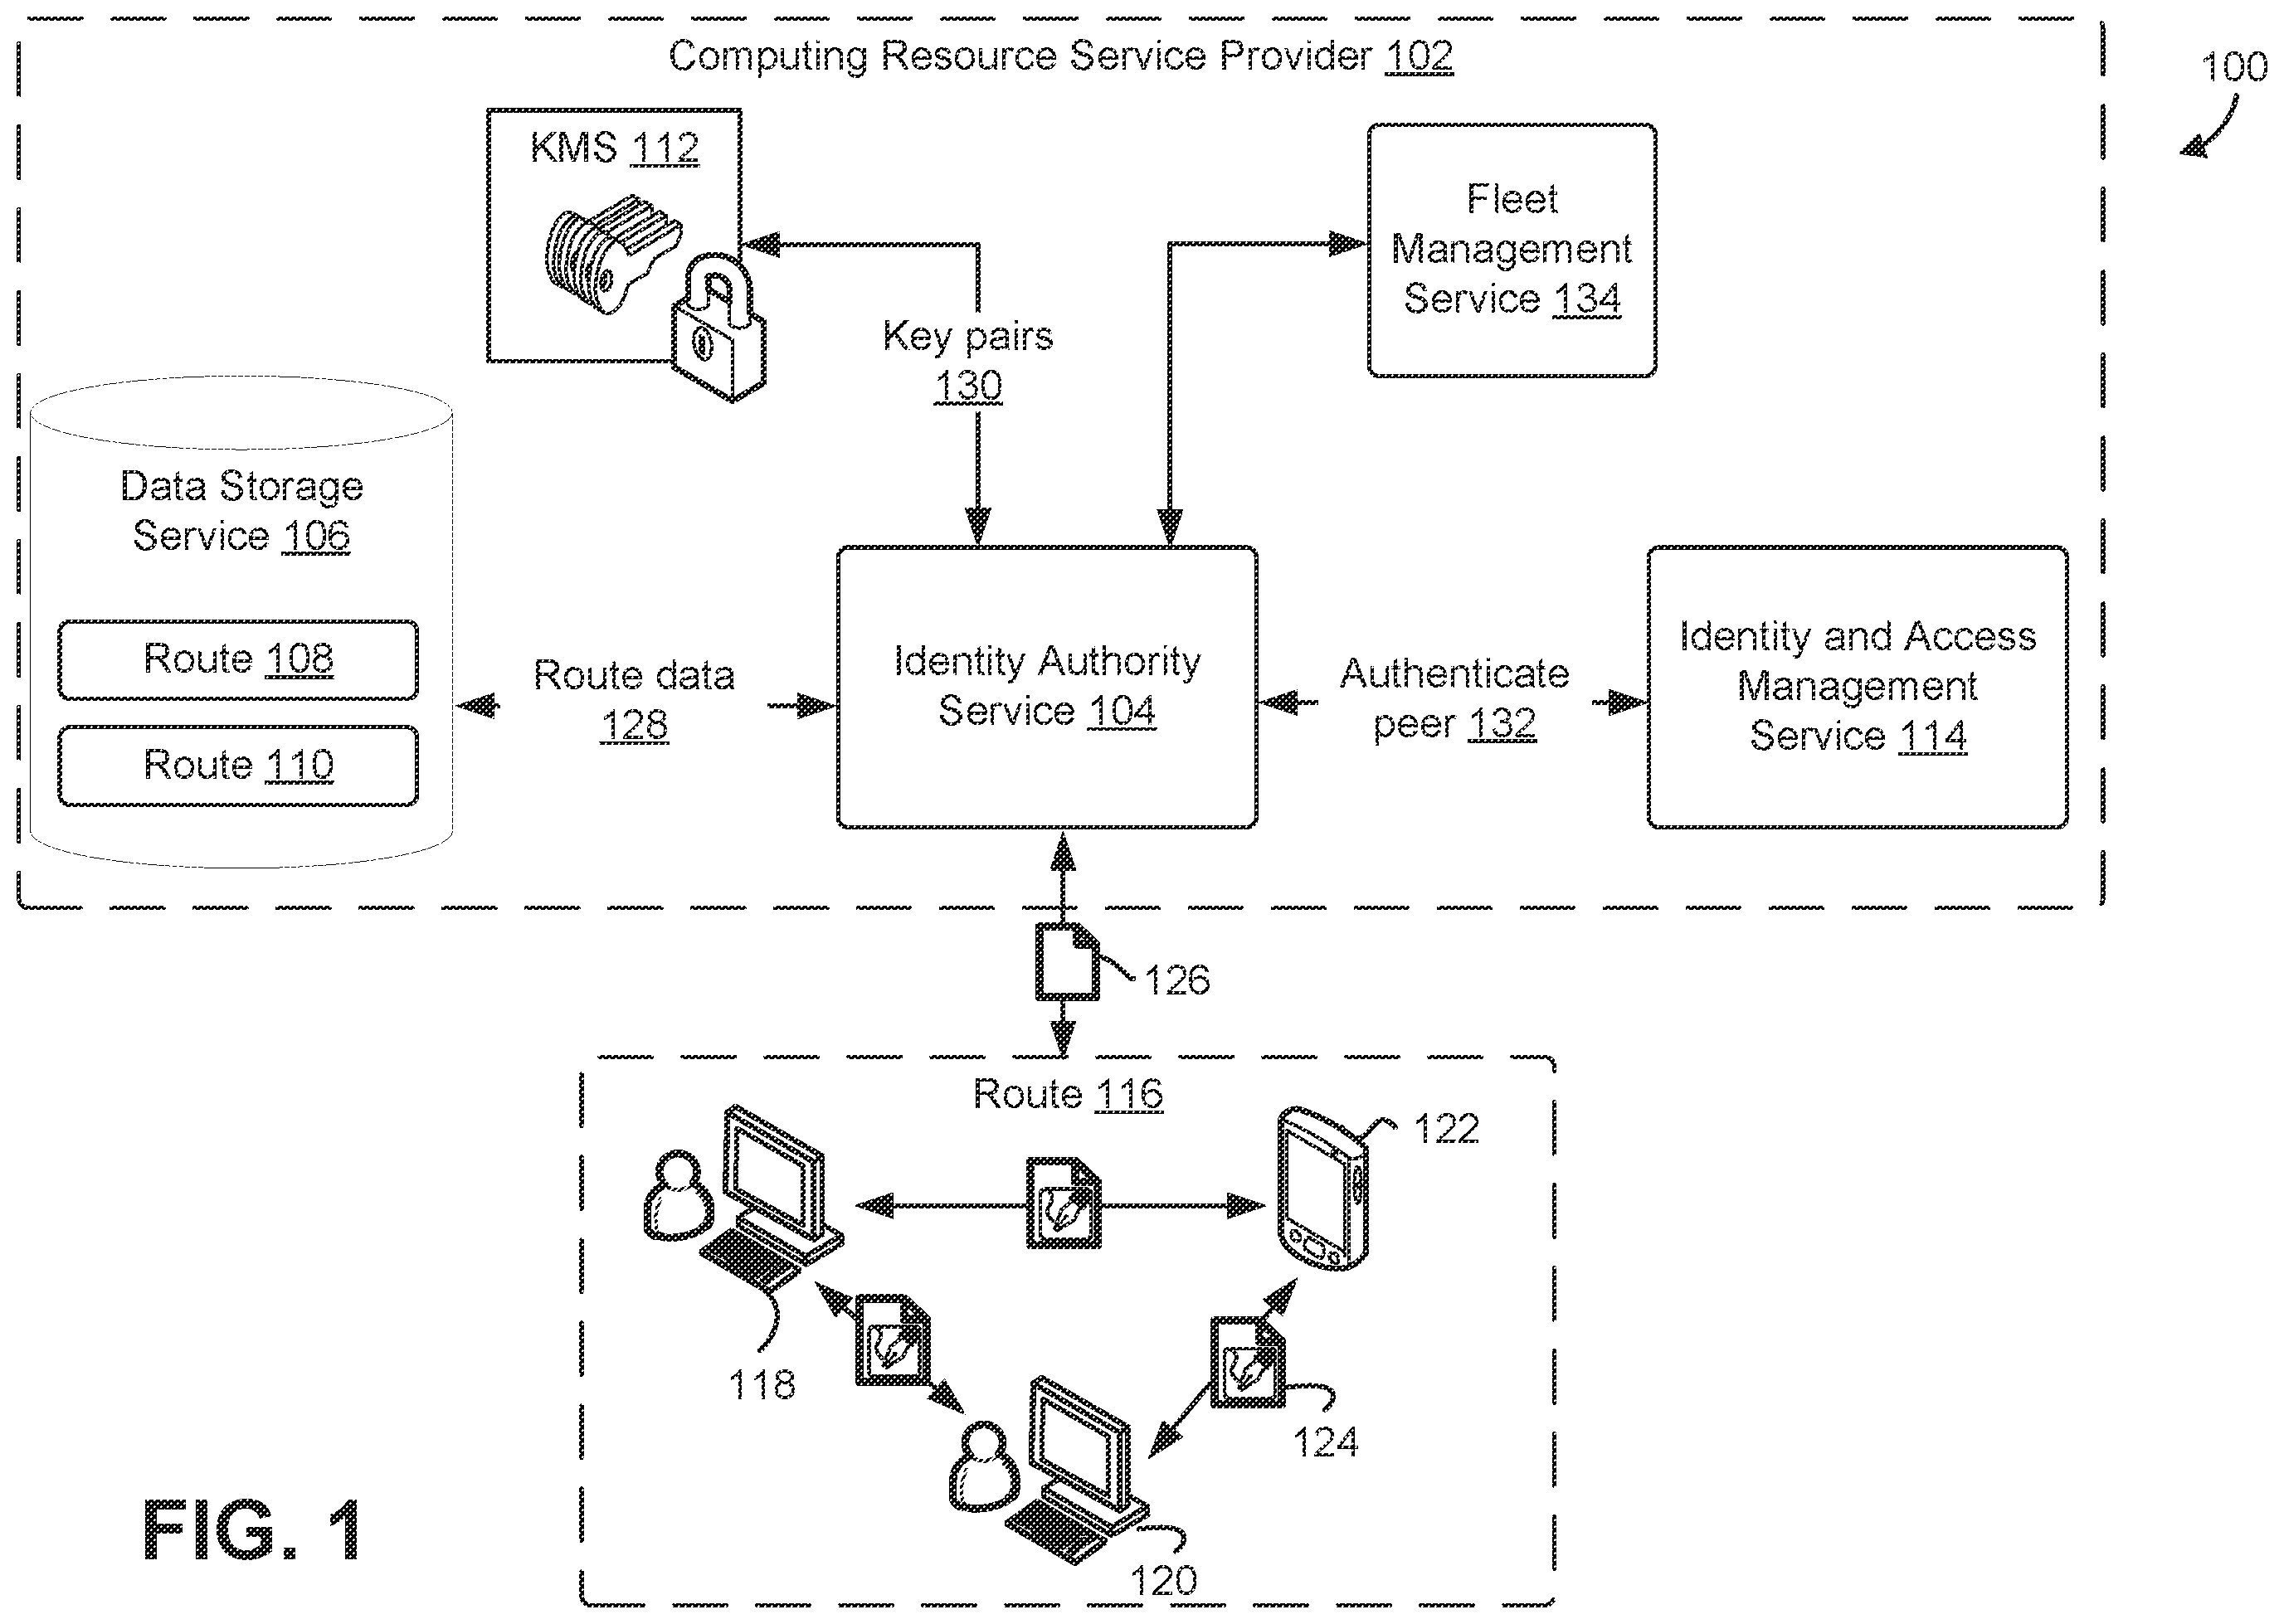 Computing Resource Service Provider 102
100
KMS 112
Fleet
Management
Service 134
Key pairs
130
Data Storage
Service 106
Route 108
Route 110
Route data
128
Identity Authority
Service 104
Authenticate
peer 132
Identity and Access
Management
Service 114
126
Route 116
122
118
124
120
FIG. 1